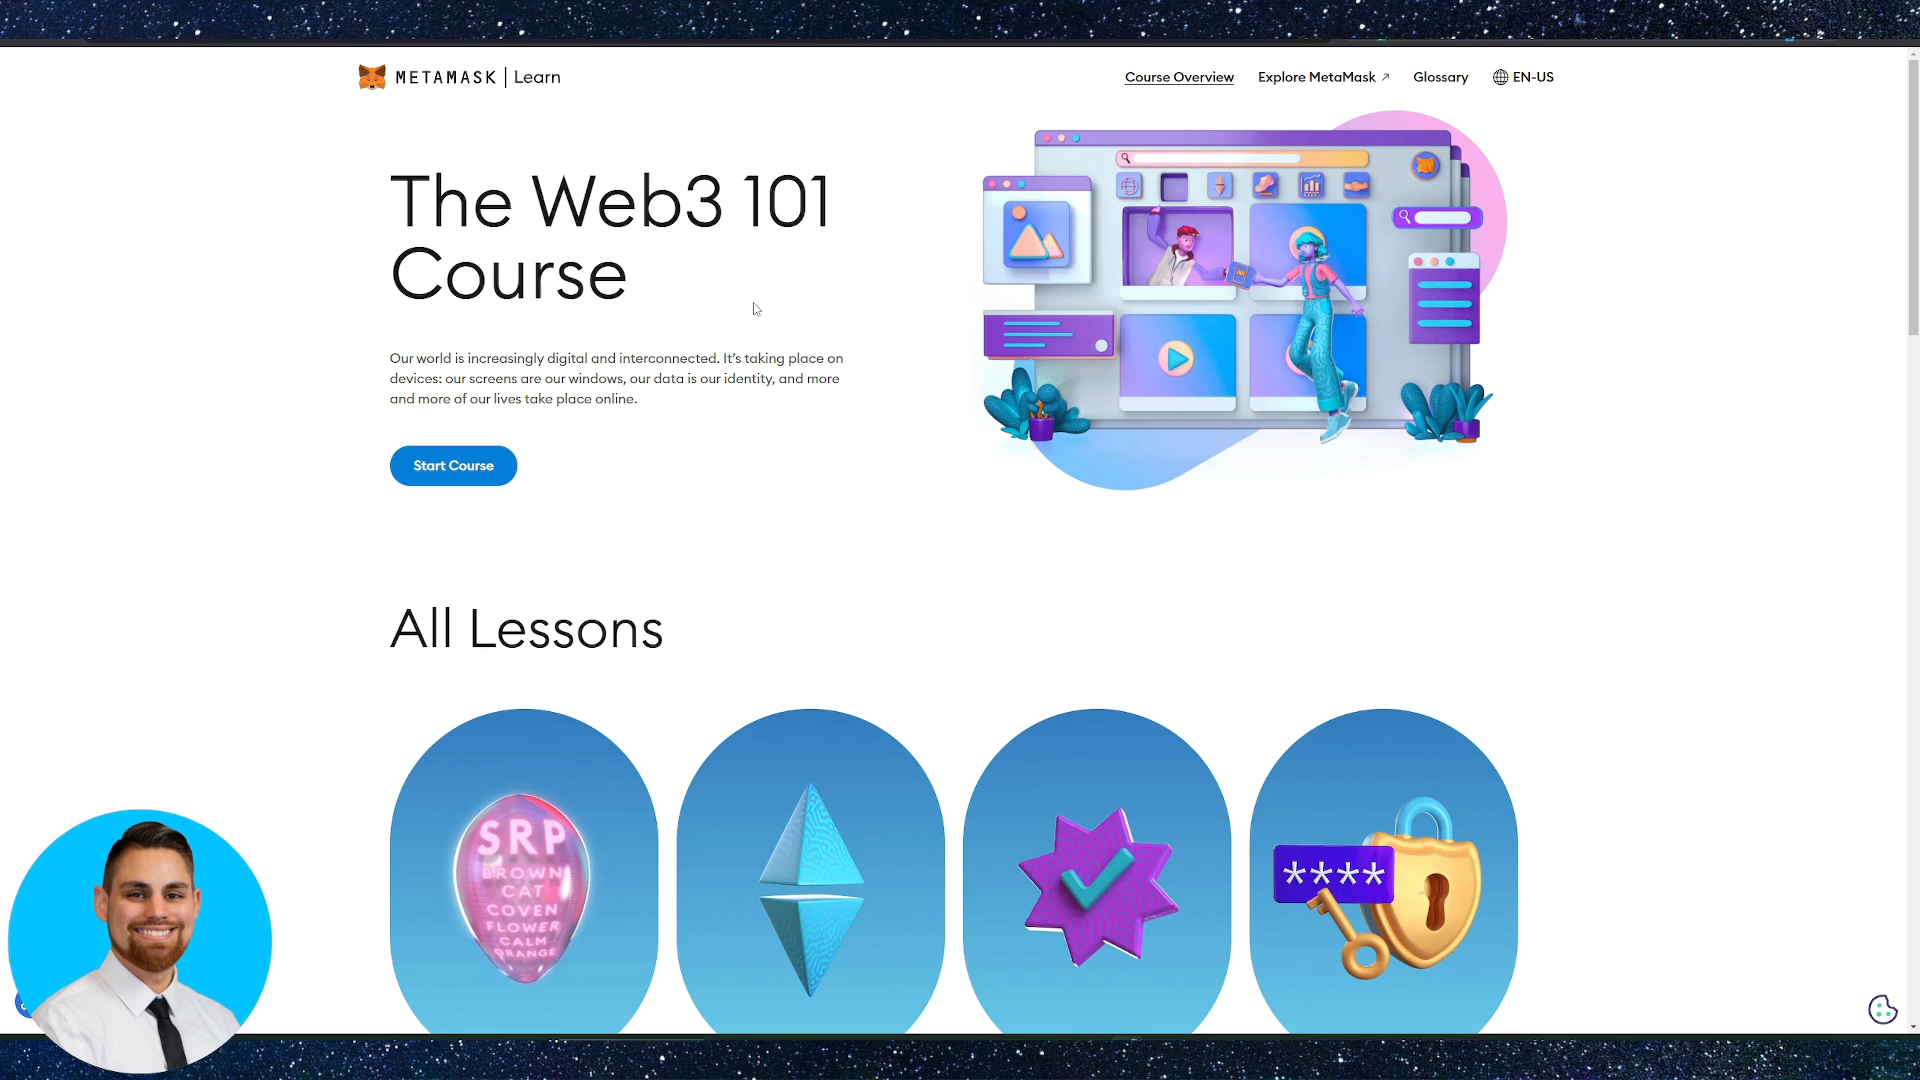 METAMASK | Learn
Course Overview
Explore MetaMask ↗
Glossary
EN-US
The Web3 101
Course
Our world is increasingly digital and interconnected. It’s taking place on
devices: our screens are our windows, our data is our identity, and more
and more of our lives take place online.
Start Course
All Lessons
SRP
BROWN
CAT
COVEN
FLOWER
CALM
ORANGE
****